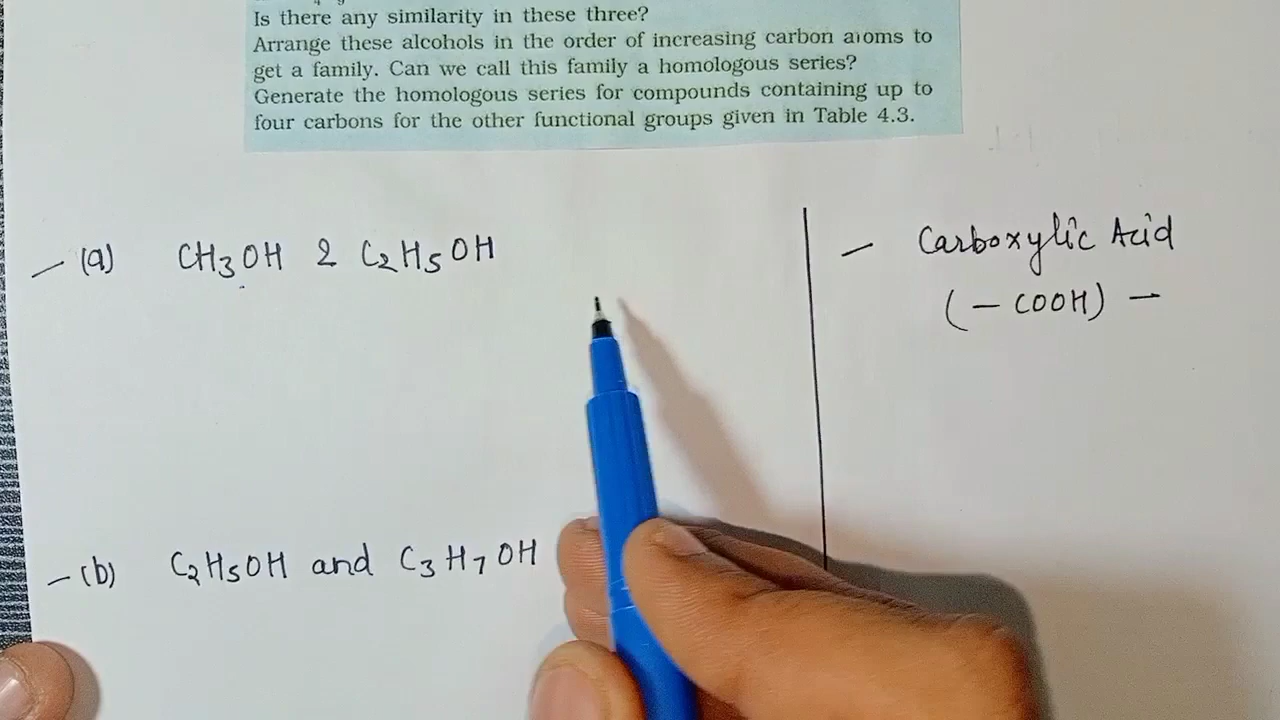 Is there any similarity in these three?
Arrange these alcohols in the order of increasing carbon atoms to
get a family. Can we call this family a homologous series?
Generate the homologous series for compounds containing up to
four carbons for the other functional groups given in Table 4.3.
— (a) CH₃OH & C₂H₅OH
— (b) C₂H₅OH and C₃H₇OH
— Carboxylic Acid
(— COOH) —